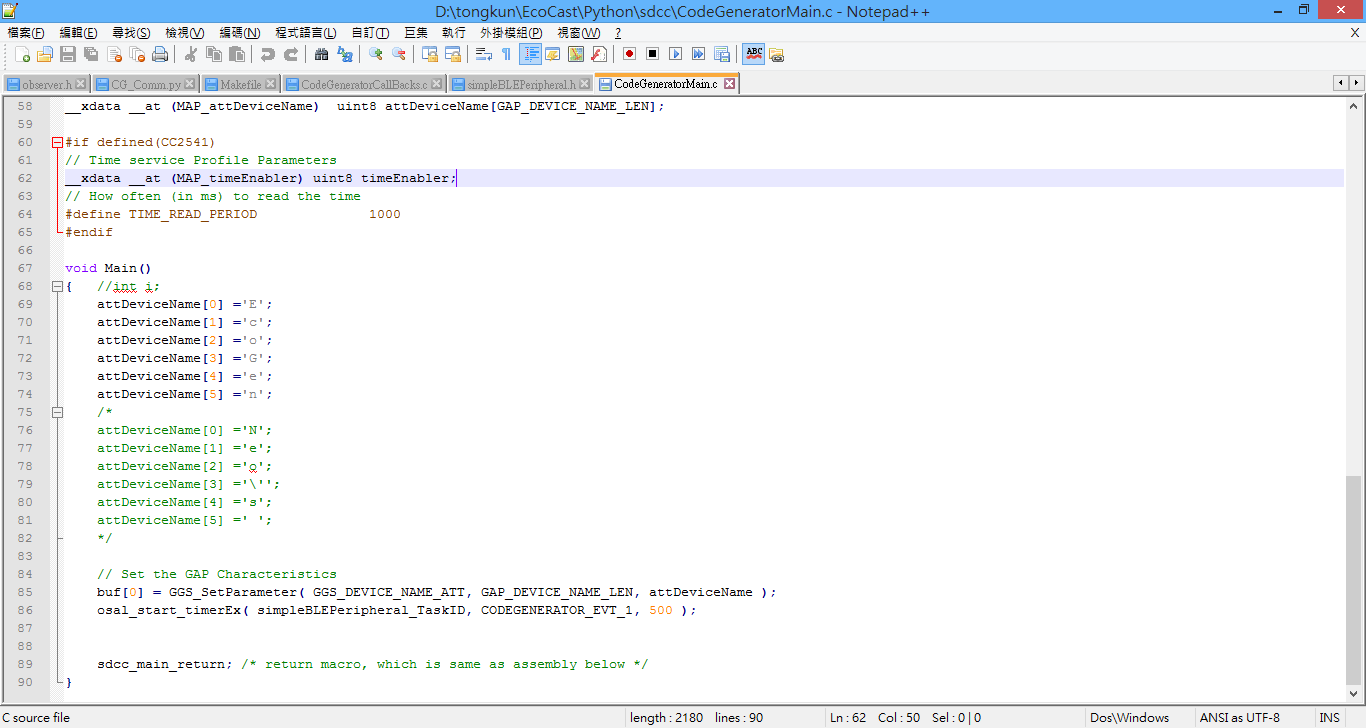 D:\tongkun\EcoCast\Python\sdcc\CodeGeneratorMain.c - Notepad++
檔案(F) 編輯(E) 尋找(S) 檢視(V) 編碼(N) 程式語言(L) 自訂(T) 巨集 執行 外掛模組(P) 視窗(W) ? X
ABC
observer.h CG_Comm.py Makefile CodeGeneratorCallBacks.c simpleBLEPeripheral.h CodeGeneratorMain.c
58 __xdata __at (MAP_attDeviceName)  uint8 attDeviceName[GAP_DEVICE_NAME_LEN];
59
60 #if defined(CC2541)
61 // Time service Profile Parameters
62 __xdata __at (MAP_timeEnabler) uint8 timeEnabler;
63 // How often (in ms) to read the time
64 #define TIME_READ_PERIOD              1000
65 #endif
66
67 void Main()
68 {   //int i;
69     attDeviceName[0] ='E';
70     attDeviceName[1] ='c';
71     attDeviceName[2] ='o';
72     attDeviceName[3] ='G';
73     attDeviceName[4] ='e';
74     attDeviceName[5] ='n';
75     /*
76     attDeviceName[0] ='N';
77     attDeviceName[1] ='e';
78     attDeviceName[2] ='o';
79     attDeviceName[3] ='\'';
80     attDeviceName[4] ='s';
81     attDeviceName[5] =' ';
82     */
83
84     // Set the GAP Characteristics
85     buf[0] = GGS_SetParameter( GGS_DEVICE_NAME_ATT, GAP_DEVICE_NAME_LEN, attDeviceName );
86     osal_start_timerEx( simpleBLEPeripheral_TaskID, CODEGENERATOR_EVT_1, 500 );
87
88
89     sdcc_main_return; /* return macro, which is same as assembly below */
90 }
C source file length : 2180 lines : 90 Ln : 62 Col : 50 Sel : 0 | 0 Dos\Windows ANSI as UTF-8 INS